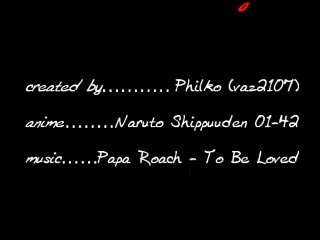 created by........... Philko (vaz2107)
anime........Naruto Shippuuden 01-42
music......Papa Roach - To Be Loved